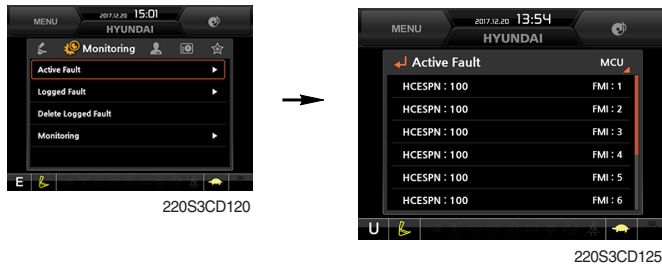 MENU 2017.12.20 15:01
HYUNDAI
Monitoring
Active Fault
Logged Fault
Delete Logged Fault
Monitoring
E
220S3CD120
MENU 2017.12.20 13:54
HYUNDAI
Active Fault MCU
HCESPN : 100 FMI : 1
HCESPN : 100 FMI : 2
HCESPN : 100 FMI : 3
HCESPN : 100 FMI : 4
HCESPN : 100 FMI : 5
HCESPN : 100 FMI : 6
U
220S3CD125